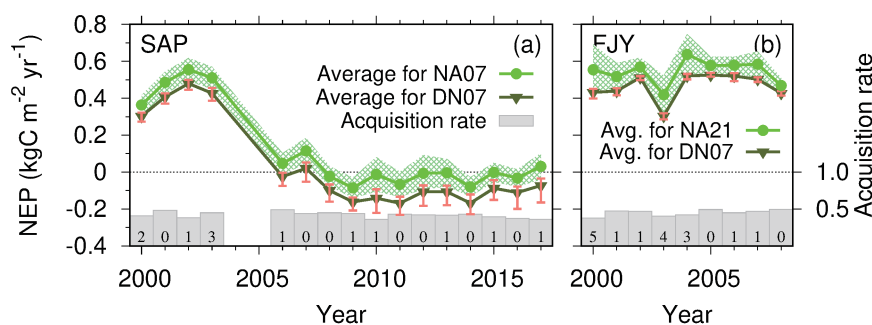 SAP (a)
FJY (b)
NEP (kgC m⁻² yr⁻¹)
0.8
0.6
0.4
0.2
0
-0.2
-0.4
Average for NA07
Average for DN07
Acquisition rate
Avg. for NA21
Avg. for DN07
1.0
0.5
Acquisition rate
2 0 1 3 1 0 0 1 1 0 0 1 0 1 0 1
5 1 1 4 3 0 1 1 0
2000 2005 2010 2015
2000 2005
Year
Year